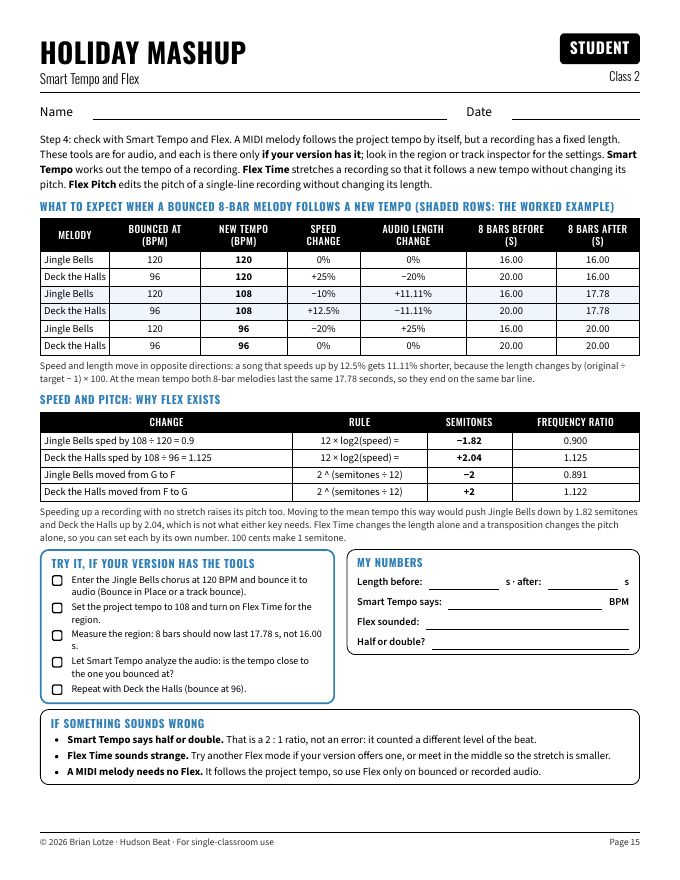 HOLIDAY MASHUP
STUDENT
Smart Tempo and Flex
Class 2
Name
Date
Step 4: check with Smart Tempo and Flex. A MIDI melody follows the project tempo by itself, but a recording has a fixed length.
These tools are for audio, and each is there only if your version has it; look in the region or track inspector for the settings. Smart
Tempo works out the tempo of a recording. Flex Time stretches a recording so that it follows a new tempo without changing its
pitch. Flex Pitch edits the pitch of a single-line recording without changing its length.
WHAT TO EXPECT WHEN A BOUNCED 8-BAR MELODY FOLLOWS A NEW TEMPO (SHADED ROWS: THE WORKED EXAMPLE)
MELODY BOUNCED AT (BPM) NEW TEMPO (BPM) SPEED CHANGE AUDIO LENGTH CHANGE 8 BARS BEFORE (S) 8 BARS AFTER (S)
Jingle Bells 120 120 0% 0% 16.00 16.00
Deck the Halls 96 120 +25% −20% 20.00 16.00
Jingle Bells 120 108 −10% +11.11% 16.00 17.78
Deck the Halls 96 108 +12.5% −11.11% 20.00 17.78
Jingle Bells 120 96 −20% +25% 16.00 20.00
Deck the Halls 96 96 0% 0% 20.00 20.00
Speed and length move in opposite directions: a song that speeds up by 12.5% gets 11.11% shorter, because the length changes by (original ÷
target − 1) × 100. At the mean tempo both 8-bar melodies last the same 17.78 seconds, so they end on the same bar line.
SPEED AND PITCH: WHY FLEX EXISTS
CHANGE RULE SEMITONES FREQUENCY RATIO
Jingle Bells sped by 108 ÷ 120 = 0.9 12 × log2(speed) = −1.82 0.900
Deck the Halls sped by 108 ÷ 96 = 1.125 12 × log2(speed) = +2.04 1.125
Jingle Bells moved from G to F 2 ^ (semitones ÷ 12) −2 0.891
Deck the Halls moved from F to G 2 ^ (semitones ÷ 12) +2 1.122
Speeding up a recording with no stretch raises its pitch too. Moving to the mean tempo this way would push Jingle Bells down by 1.82 semitones
and Deck the Halls up by 2.04, which is not what either key needs. Flex Time changes the length alone and a transposition changes the pitch
alone, so you can set each by its own number. 100 cents make 1 semitone.
TRY IT, IF YOUR VERSION HAS THE TOOLS
Enter the Jingle Bells chorus at 120 BPM and bounce it to
audio (Bounce in Place or a track bounce).
Set the project tempo to 108 and turn on Flex Time for the
region.
Measure the region: 8 bars should now last 17.78 s, not 16.00
s.
Let Smart Tempo analyze the audio: is the tempo close to
the one you bounced at?
Repeat with Deck the Halls (bounce at 96).
MY NUMBERS
Length before: s · after: s
Smart Tempo says: BPM
Flex sounded:
Half or double?
IF SOMETHING SOUNDS WRONG
• Smart Tempo says half or double. That is a 2 : 1 ratio, not an error: it counted a different level of the beat.
• Flex Time sounds strange. Try another Flex mode if your version offers one, or meet in the middle so the stretch is smaller.
• A MIDI melody needs no Flex. It follows the project tempo, so use Flex only on bounced or recorded audio.
© 2026 Brian Lotze · Hudson Beat · For single-classroom use
Page 15